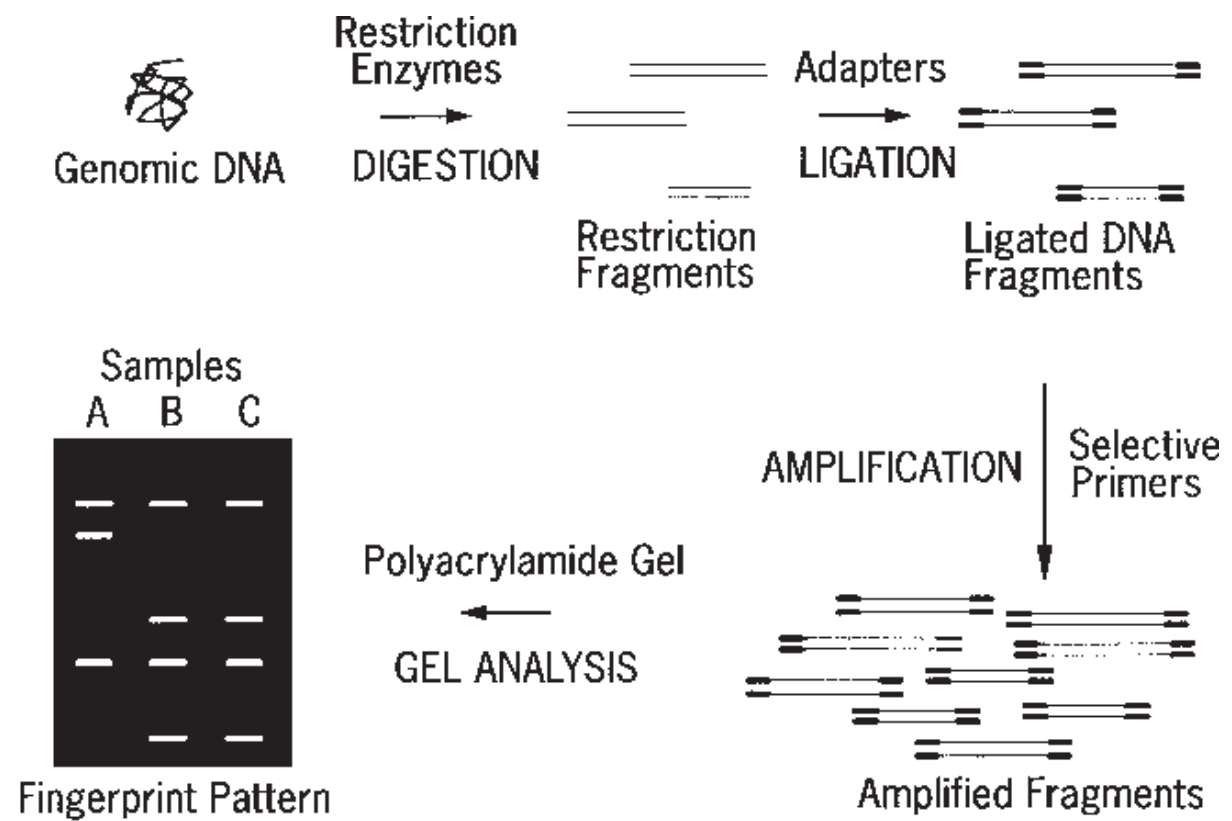 Restriction
Enzymes
Genomic DNA
DIGESTION
Restriction
Fragments
Adapters
LIGATION
Ligated DNA
Fragments
AMPLIFICATION
Selective
Primers
Amplified Fragments
Polyacrylamide Gel
GEL ANALYSIS
Samples
A B C
Fingerprint Pattern